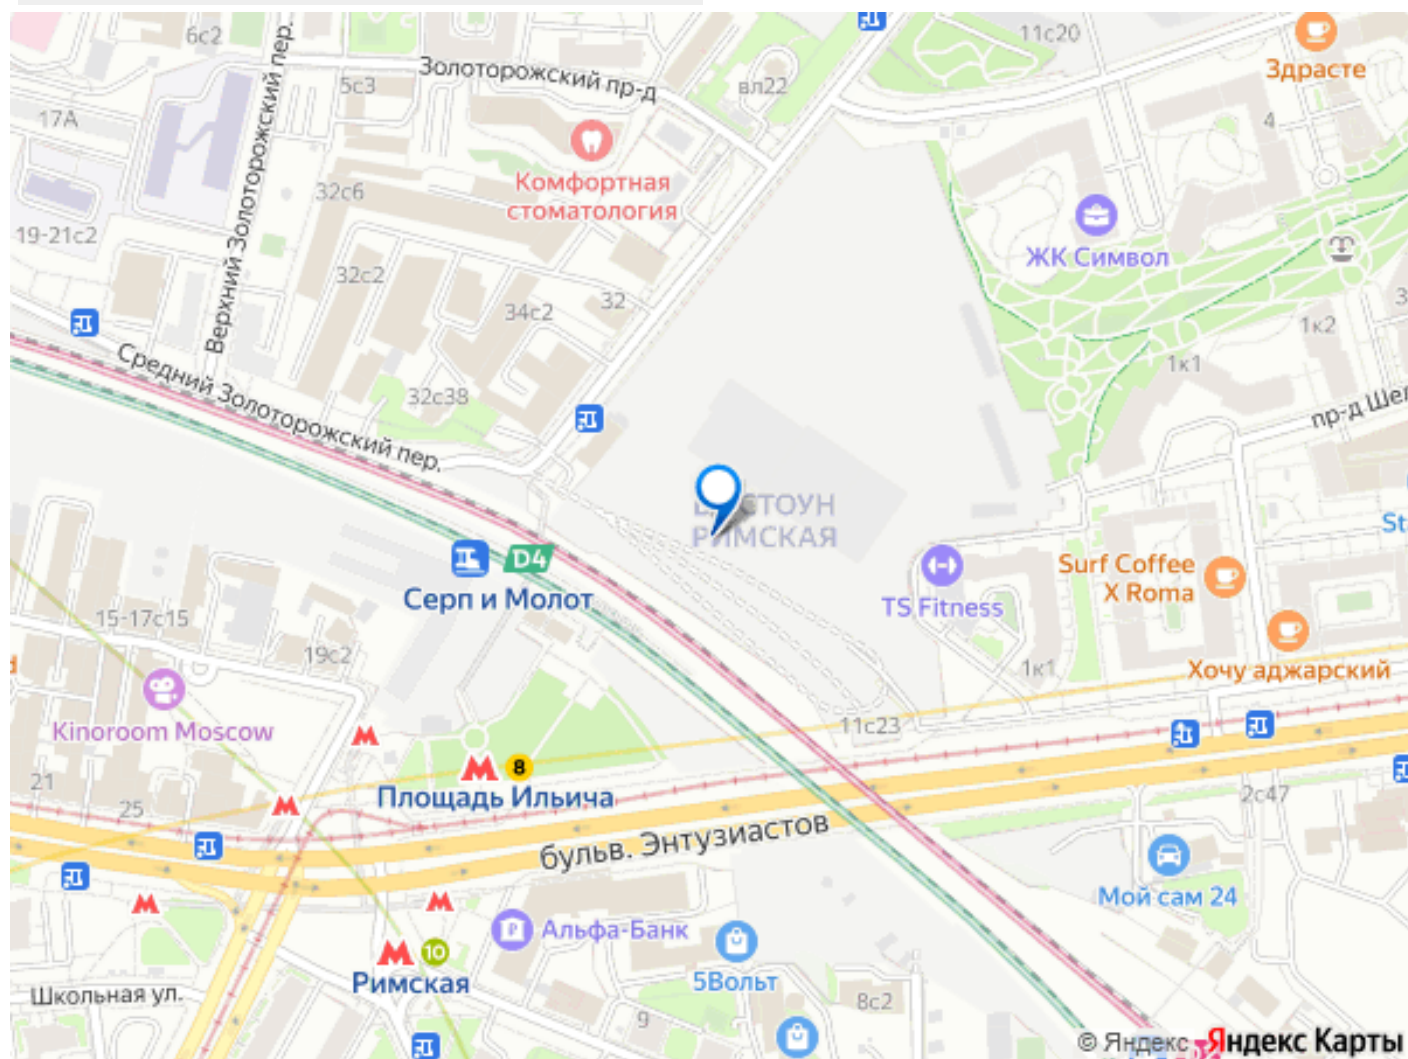 6с2
Верхний Золоторожский пер.
5с3
Золоторожский пр-д
вл22
11с20
Здрасте
17А
4
Комфортная
стоматология
32с6
19-21с2
ЖК Символ
32с2
32
34с2
1к2
1к1
Средний Золоторожский пер.
32с38
РИМСКАЯ
D4
Серп и Молот
Surf Coffee
X Roma
TS Fitness
15-17с15
19с2
1к1
Хочу аджарский
Kinoroom Moscow
11с23
8
Площадь Ильича
21
25
2с47
бульв. Энтузиастов
Мой сам 24
Альфа-Банк
10
Римская
5Вольт
Школьная ул.
9
8с2
© Яндекс Яндекс Карты